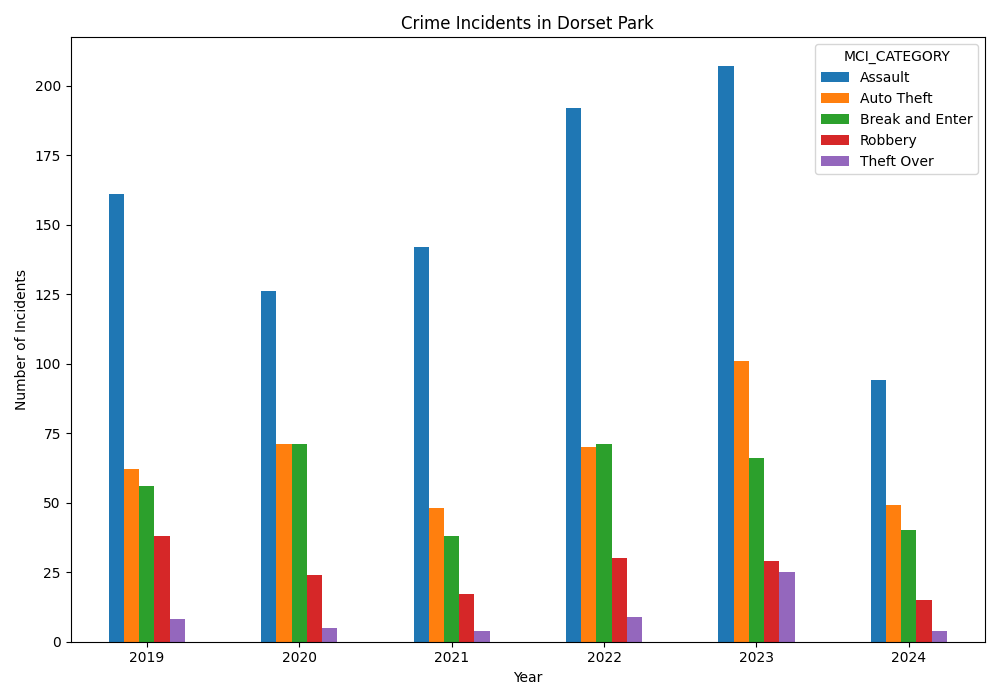 Crime Incidents in Dorset Park
MCI_CATEGORY
Assault
Auto Theft
Break and Enter
Robbery
Theft Over
Number of Incidents
200
175
150
125
100
75
50
25
0
2019 2020 2021 2022 2023 2024
Year